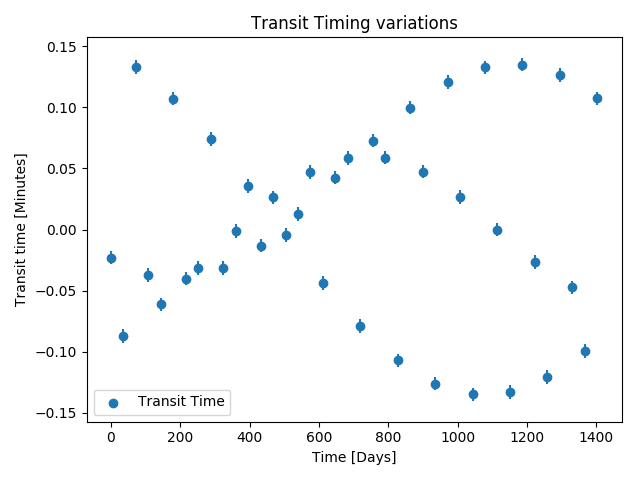 Transit Timing variations
0.15
0.10
0.05
0.00
−0.05
−0.10
−0.15
Transit time [Minutes]
Transit Time
0 200 400 600 800 1000 1200 1400
Time [Days]